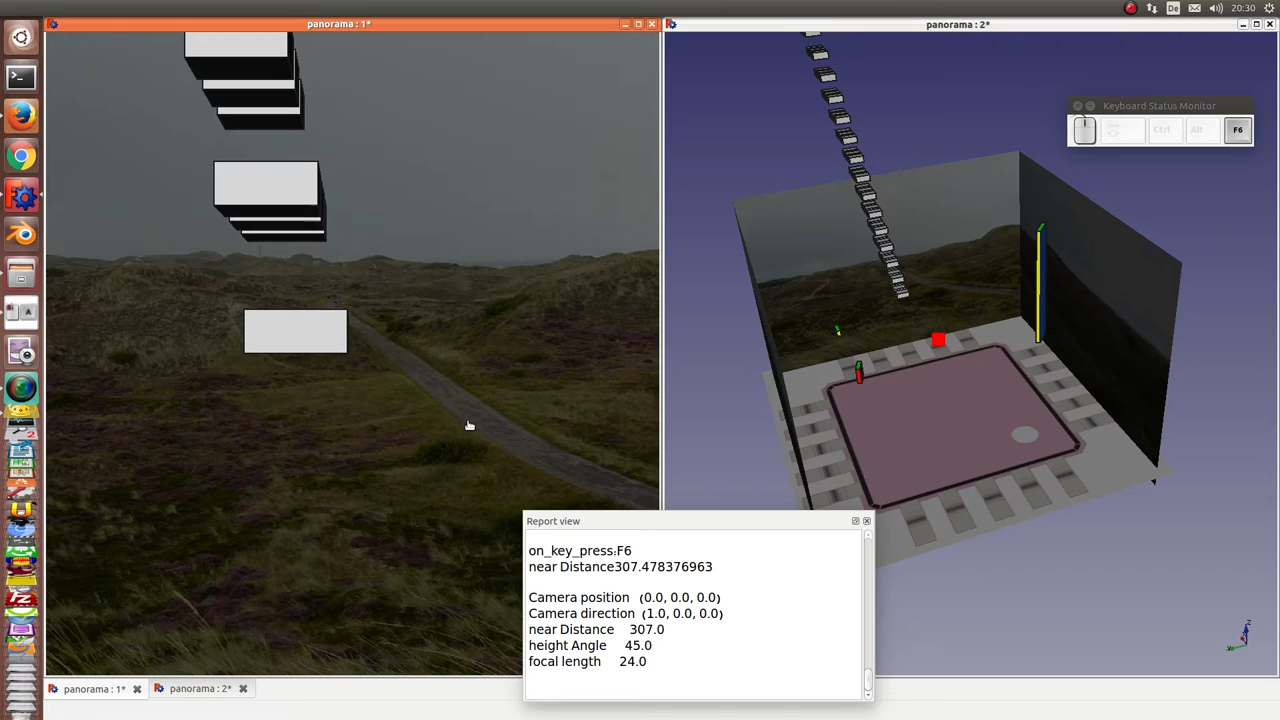 De
20:30
panorama : 1*
panorama : 2*
Keyboard Status Monitor
Ctrl
Alt
F6
Report view
on_key_press:F6
near Distance307.478376963
Camera position (0.0, 0.0, 0.0)
Camera direction (1.0, 0.0, 0.0)
near Distance 307.0
height Angle 45.0
focal length 24.0
panorama : 1*
panorama : 2*